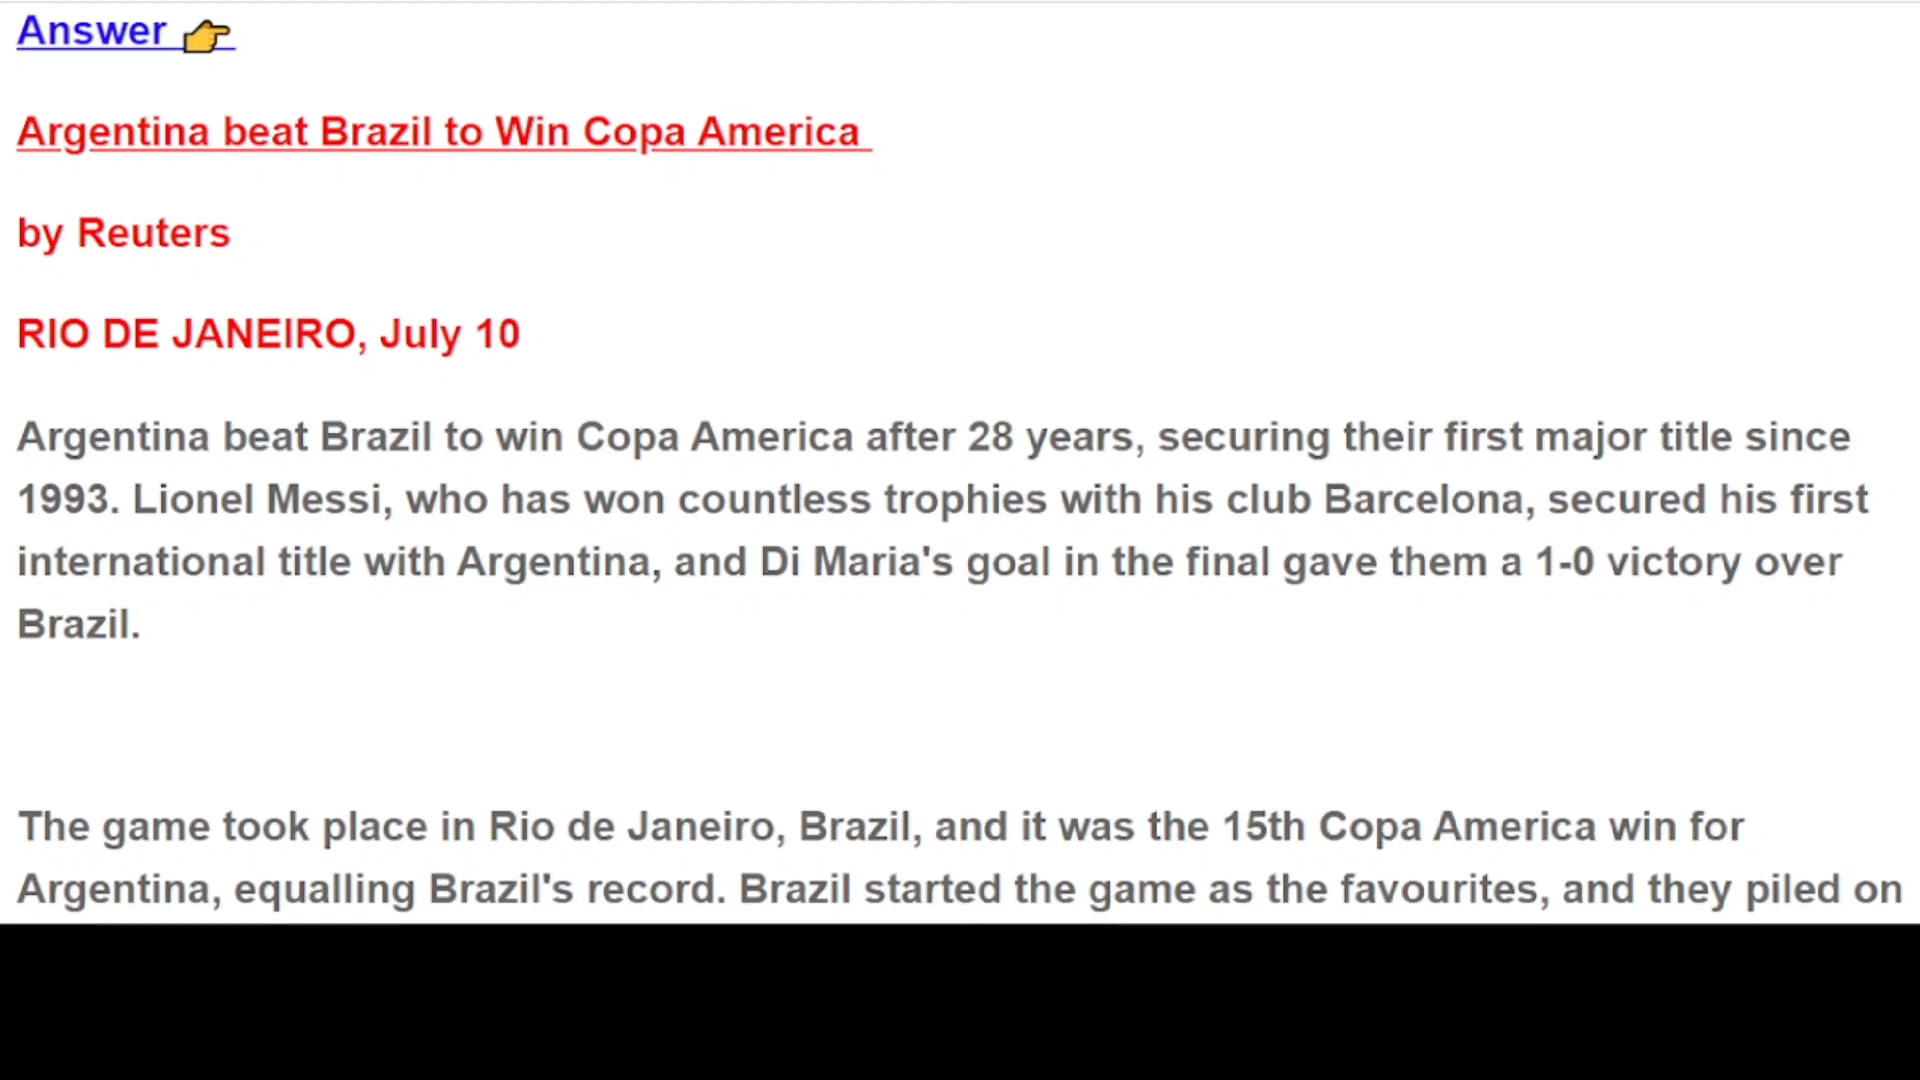 Answer 👉
Argentina beat Brazil to Win Copa America
by Reuters
RIO DE JANEIRO, July 10
Argentina beat Brazil to win Copa America after 28 years, securing their first major title since
1993. Lionel Messi, who has won countless trophies with his club Barcelona, secured his first
international title with Argentina, and Di Maria's goal in the final gave them a 1-0 victory over
Brazil.
The game took place in Rio de Janeiro, Brazil, and it was the 15th Copa America win for
Argentina, equalling Brazil's record. Brazil started the game as the favourites, and they piled on